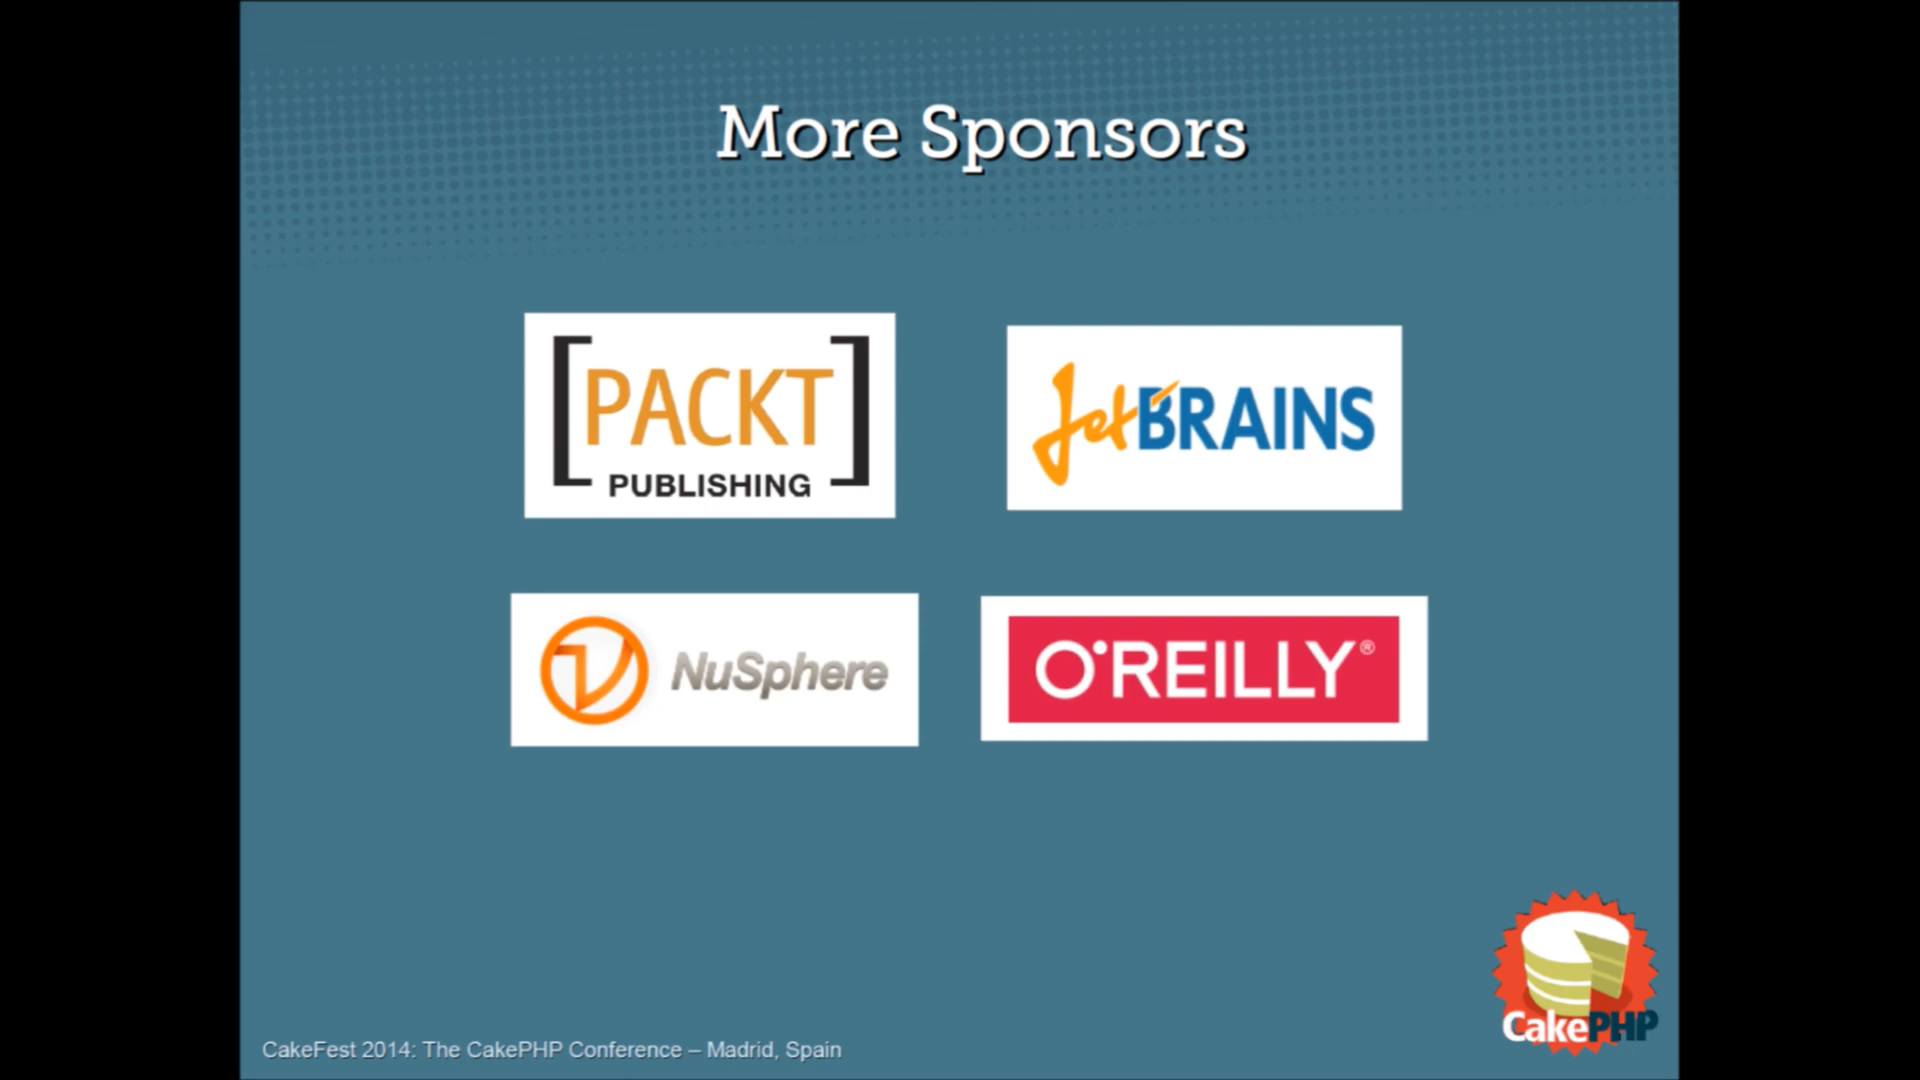 More Sponsors
PACKT
PUBLISHING
JetBRAINS
NuSphere
O'REILLY®
CakePHP
CakeFest 2014: The CakePHP Conference – Madrid, Spain